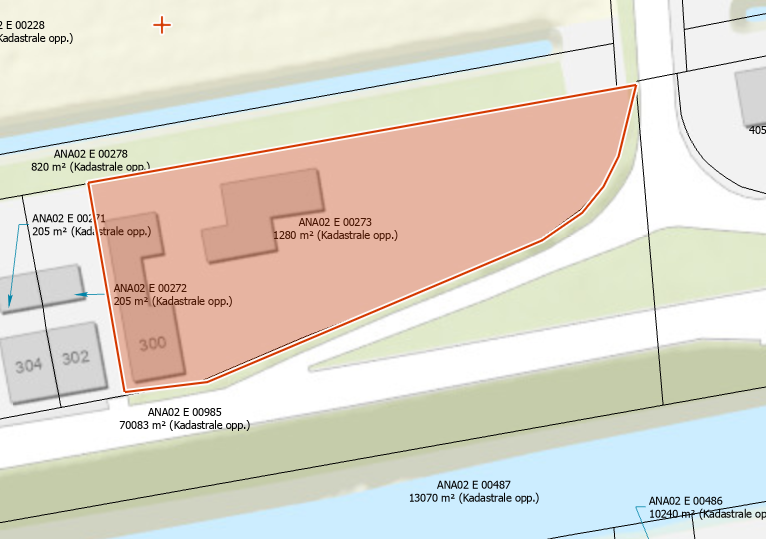 2 E 00228
Kadastrale opp.)
ANA02 E 00278
820 m² (Kadastrale opp.)
405
ANA02 E 00271
205 m² (Kadastrale opp.)
ANA02 E 00273
1280 m² (Kadastrale opp.)
ANA02 E 00272
205 m² (Kadastrale opp.)
300
304
302
ANA02 E 00985
70083 m² (Kadastrale opp.)
ANA02 E 00487
13070 m² (Kadastrale opp.)
ANA02 E 00486
10240 m² (Kadastrale op